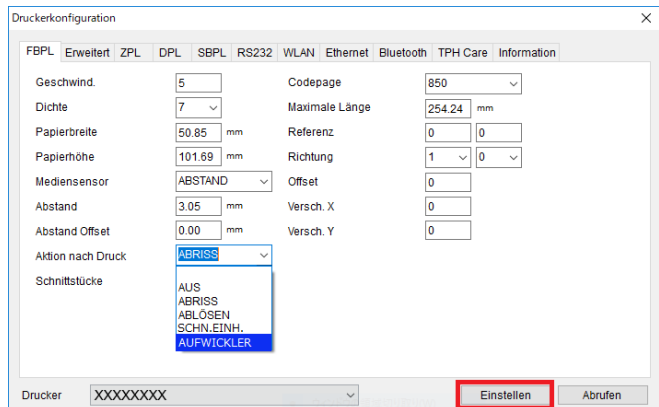 Druckerkonfiguration
FBPL Erweitert ZPL DPL SBPL RS232 WLAN Ethernet Bluetooth TPH Care Information
Geschwind. 5 Codepage 850
Dichte 7 Maximale Länge 254.24 mm
Papierbreite 50.85 mm Referenz 0 0
Papierhöhe 101.69 mm Richtung 1 0
Mediensensor ABSTAND Offset 0
Abstand 3.05 mm Versch. X 0
Abstand Offset 0.00 mm Versch. Y 0
Aktion nach Druck ABRISS
Schnittstücke
AUS
ABRISS
ABLÖSEN
SCHN.EINH.
AUFWICKLER
Drucker XXXXXXXX Einstellen Abrufen